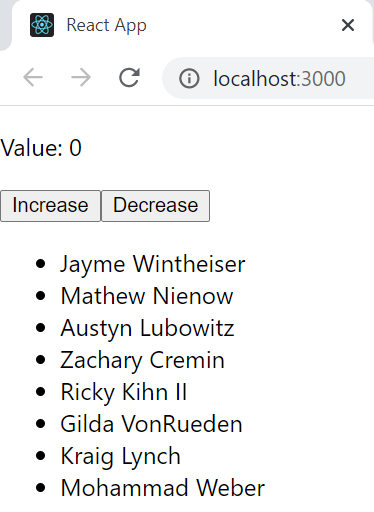 React App
localhost:3000
Value: 0
Increase Decrease
Jayme Wintheiser
Mathew Nienow
Austyn Lubowitz
Zachary Cremin
Ricky Kihn II
Gilda VonRueden
Kraig Lynch
Mohammad Weber